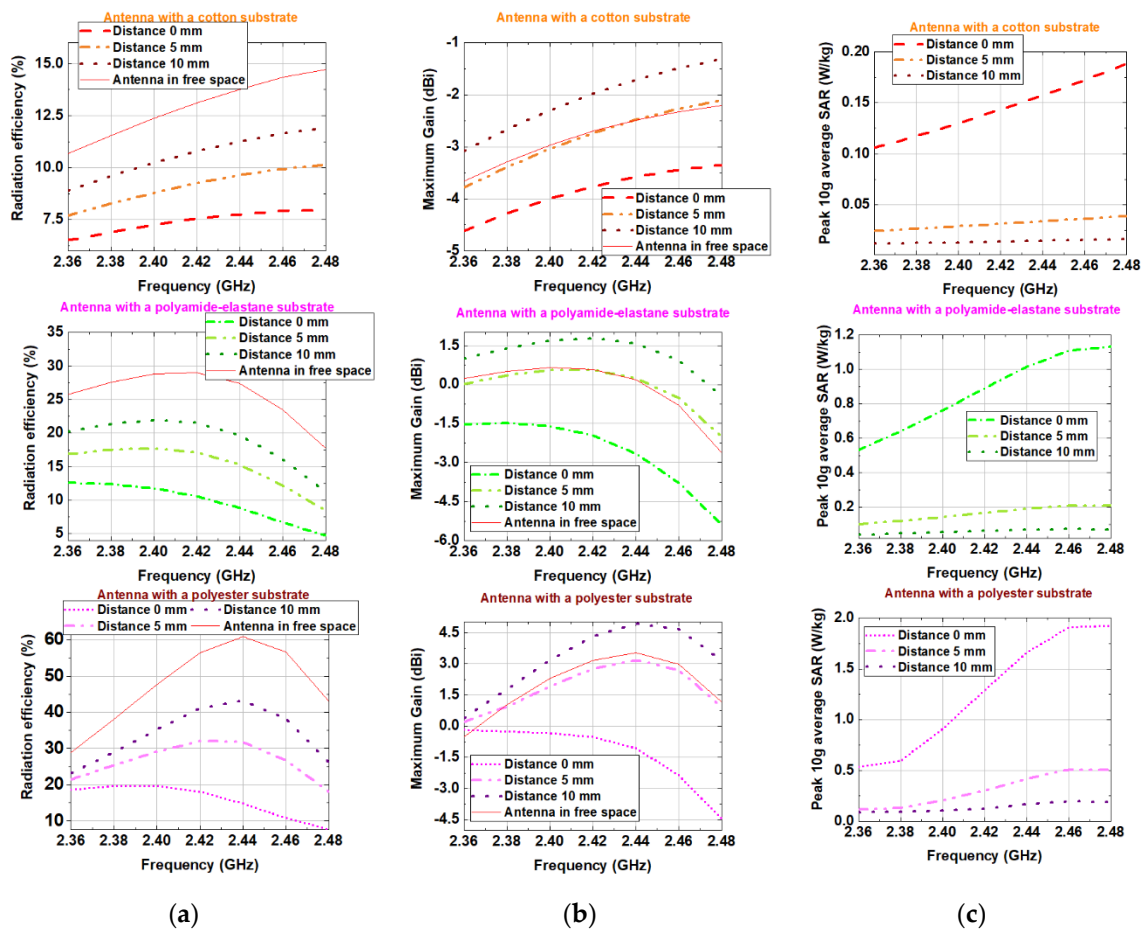 Antenna with a cotton substrate
Distance 0 mm
Distance 5 mm
Distance 10 mm
Antenna in free space
Radiation efficiency (%)
15.0
12.5
10.0
7.5
2.36 2.38 2.40 2.42 2.44 2.46 2.48
Frequency (GHz)
Antenna with a cotton substrate
Maximum Gain (dBi)
-1
-2
-3
-4
-5
Distance 0 mm
Distance 5 mm
Distance 10 mm
Antenna in free space
2.36 2.38 2.40 2.42 2.44 2.46 2.48
Frequency (GHz)
Antenna with a cotton substrate
Peak 10g average SAR (W/kg)
0.20
0.15
0.10
0.05
Distance 0 mm
Distance 5 mm
Distance 10 mm
2.36 2.38 2.40 2.42 2.44 2.46 2.48
Frequency (GHz)
Antenna with a polyamide-elastane substrate
Distance 0 mm
Distance 5 mm
Distance 10 mm
Antenna in free space
Radiation efficiency (%)
35
30
25
20
15
10
5
2.36 2.38 2.40 2.42 2.44 2.46 2.48
Frequency (GHz)
Antenna with a polyamide-elastane substrate
Maximum Gain (dBi)
1.5
0.0
-1.5
-3.0
-4.5
-6.0
Distance 0 mm
Distance 5 mm
Distance 10 mm
Antenna in free space
2.36 2.38 2.40 2.42 2.44 2.46 2.48
Frequency (GHz)
Antenna with a polyamide-elastane substrate
Peak 10g average SAR (W/kg)
1.2
1.0
0.8
0.6
0.4
0.2
Distance 0 mm
Distance 5 mm
Distance 10 mm
2.36 2.38 2.40 2.42 2.44 2.46 2.48
Frequency (GHz)
Antenna with a polyester substrate
Distance 0 mm Distance 10 mm
Distance 5 mm Antenna in free space
Radiation efficiency (%)
60
50
40
30
20
10
2.36 2.38 2.40 2.42 2.44 2.46 2.48
Frequency (GHz)
Antenna with a polyester substrate
Maximum Gain (dBi)
4.5
3.0
1.5
0.0
-1.5
-3.0
-4.5
Distance 0 mm
Distance 5 mm
Distance 10 mm
Antenna in free space
2.36 2.38 2.40 2.42 2.44 2.46 2.48
Frequency (GHz)
Antenna with a polyester substrate
Peak 10g average SAR (W/kg)
2.0
1.5
1.0
0.5
0.0
Distance 0 mm
Distance 5 mm
Distance 10 mm
2.36 2.38 2.40 2.42 2.44 2.46 2.48
Frequency (GHz)
(a) (b) (c)